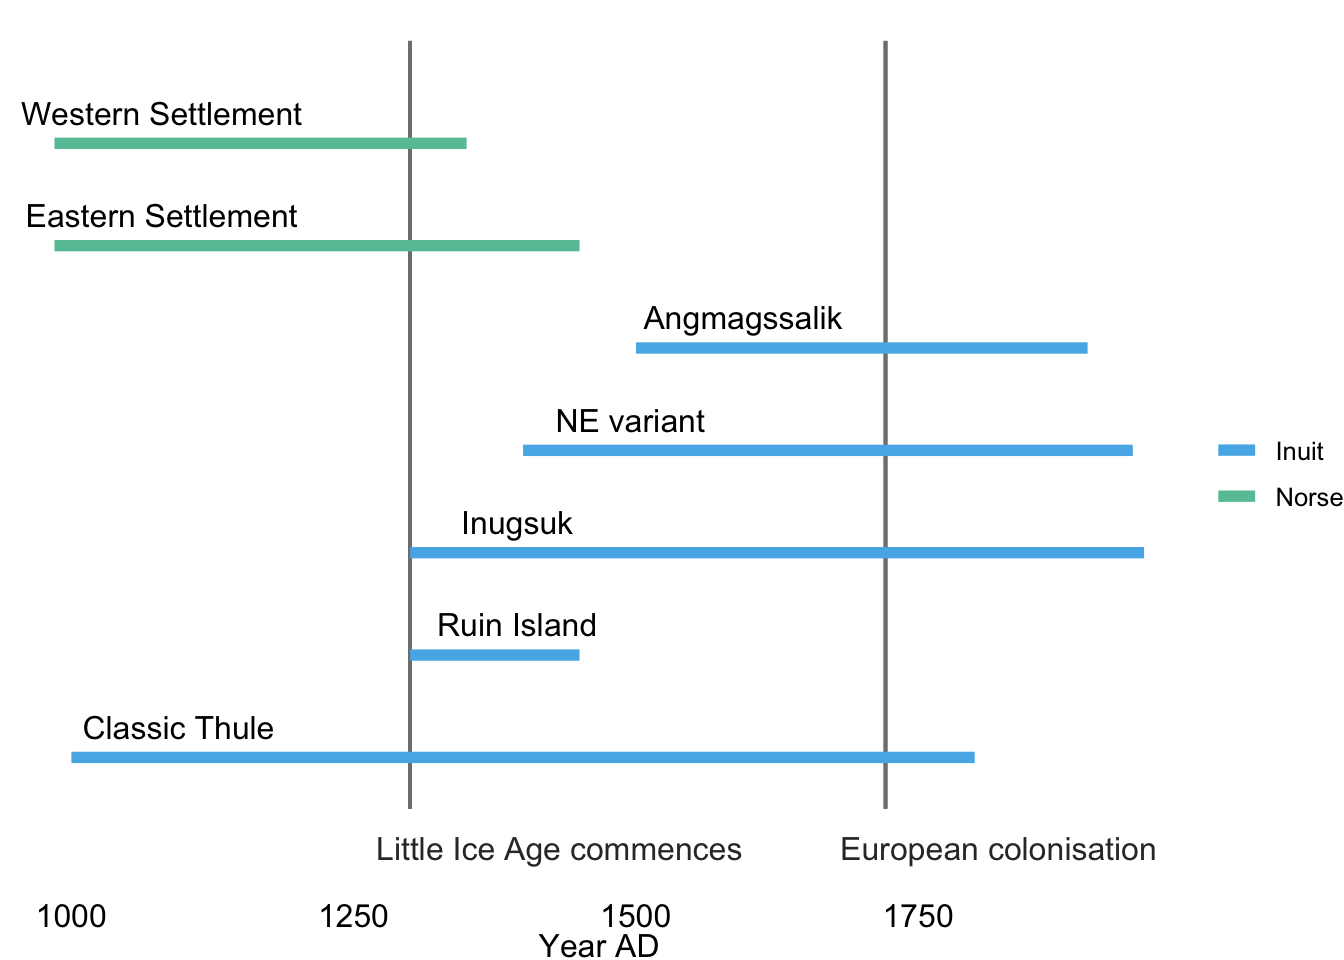 Western Settlement
Eastern Settlement
Angmagssalik
NE variant
Inugsuk
Ruin Island
Classic Thule
Little Ice Age commences
European colonisation
1000 1250 1500 1750
Year AD
Inuit
Norse